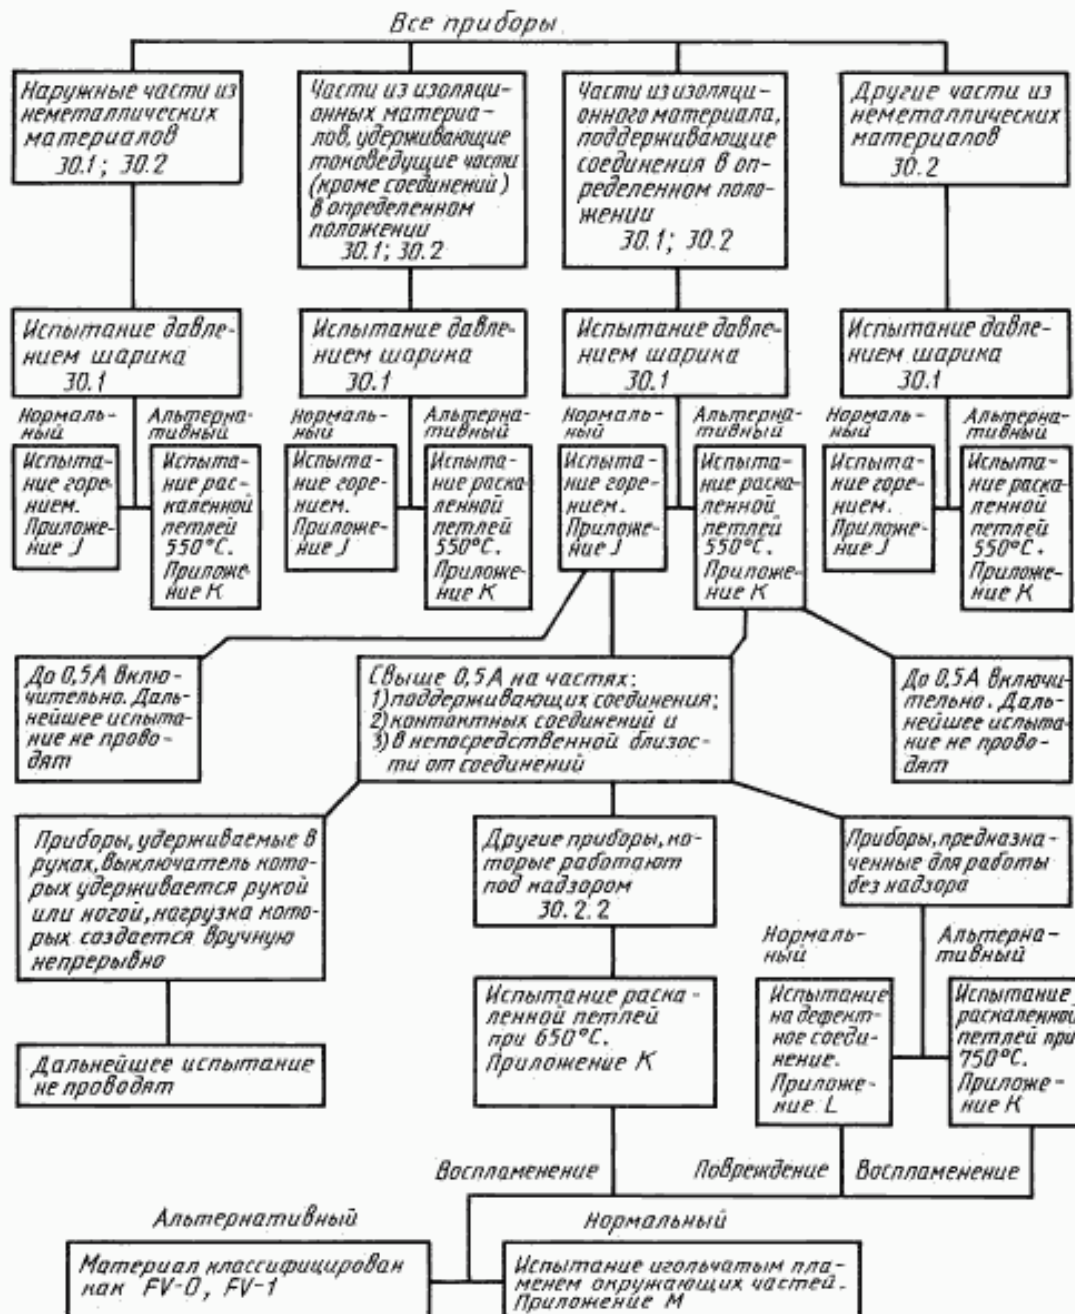 Все приборы
Наружные части из
неметаллических
материалов
30.1; 30.2
Части из изоляци-
онных материа-
лов, удерживающие
токоведущие части
(кроме соединений)
в определенном
положении
30.1; 30.2
Части из изоляци-
онного материала,
поддерживающие
соединения в оп-
ределенном поло-
жении
30.1; 30.2
Другие части из
неметаллических
материалов
30.2
Испытание давле-
нием шарика
30.1
Испытание давле-
нием шарика
30.1
Испытание давле-
нием шарика
30.1
Испытание давле-
нием шарика
30.1
Нормаль-
ный
Альтерна-
тивный
Нормаль-
ный
Альтерна-
тивный
Нормаль-
ный
Альтерна-
тивный
Нормаль-
ный
Альтерна-
тивный
Испыта-
ние горе-
нием.
Приложе-
ние J
Испыта-
ние рас-
каленной
петлей
550°С.
Приложе-
ние К
Испыта-
ние горе-
нием.
Приложе-
ние J
Испыта-
ние раска-
ленной
петлей
550°С.
Приложе-
ние К
Испыта-
ние горе-
нием.
Приложе-
ние J
Испыта-
ние раска-
ленной
петлей
550°С.
Приложе-
ние К
Испыта-
ние горе-
нием.
Приложе-
ние J
Испыта-
ние раска-
ленной
петлей
550°С.
Приложе-
ние К
До 0,5А вклю-
чительно. Даль-
нейшее испыта-
ние не прово-
дят
Свыше 0,5А на частях:
1) поддерживающих соединения;
2) контактных соединений и
3) в непосредственной близос-
ти от соединений
До 0,5А включи-
тельно. Даль-
нейшее испыта-
ние не прово-
дят
Приборы, удерживаемые в
руках, выключатель кото-
рых удерживается рукой
или ногой, нагрузка кото-
рых создается вручную
непрерывно
Другие приборы, ко-
торые работают
под надзором
30.2.2
Приборы, предназна-
ченные для работы
без надзора
Нормаль-
ный
Альтерна-
тивный
Дальнейшее испытание
не проводят
Испытание раска-
ленной петлей
при 650°С.
Приложение К
Испытание
на дефект-
ное соеди-
нение.
Приложе-
ние L
Испытание
раскаленной
петлей при
750°С.
Приложе-
ние К
Воспламенение
Повреждение
Воспламенение
Альтернативный
Нормальный
Материал классифицирован
как FV-0, FV-1
Испытание игольчатым пла-
менем окружающих частей.
Приложение М